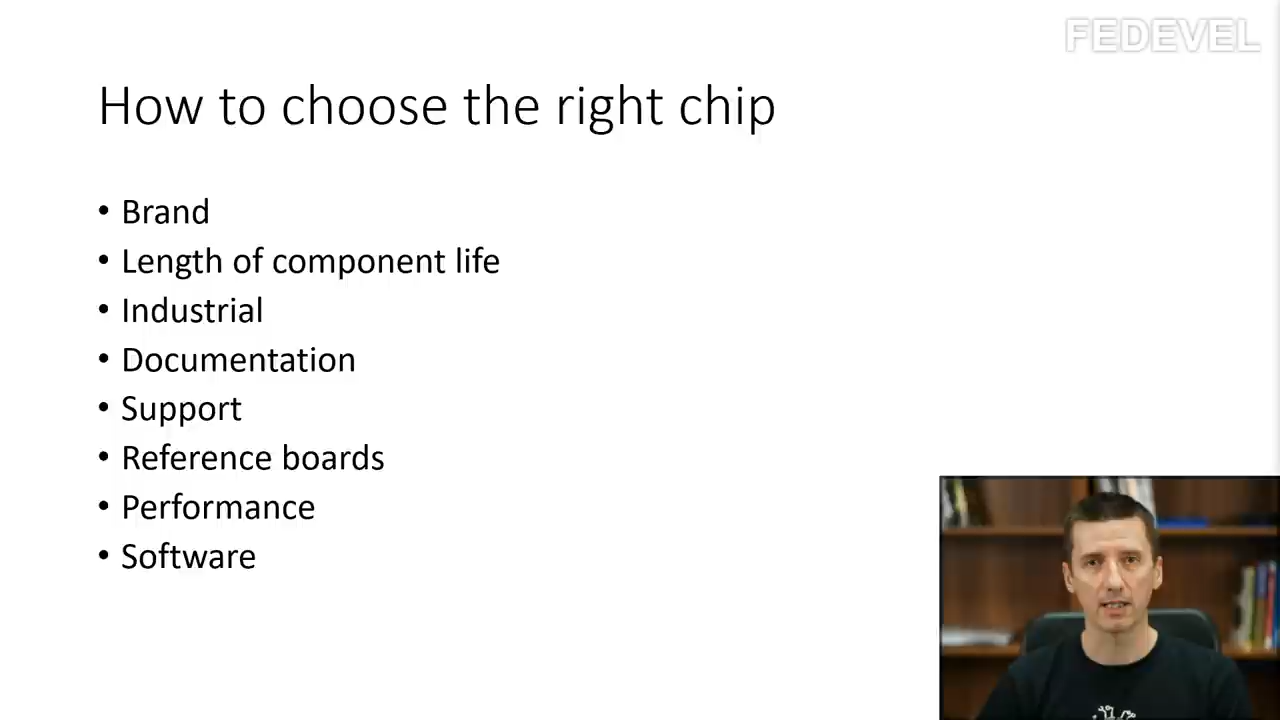 FEDEVEL
How to choose the right chip
• Brand
• Length of component life
• Industrial
• Documentation
• Support
• Reference boards
• Performance
• Software